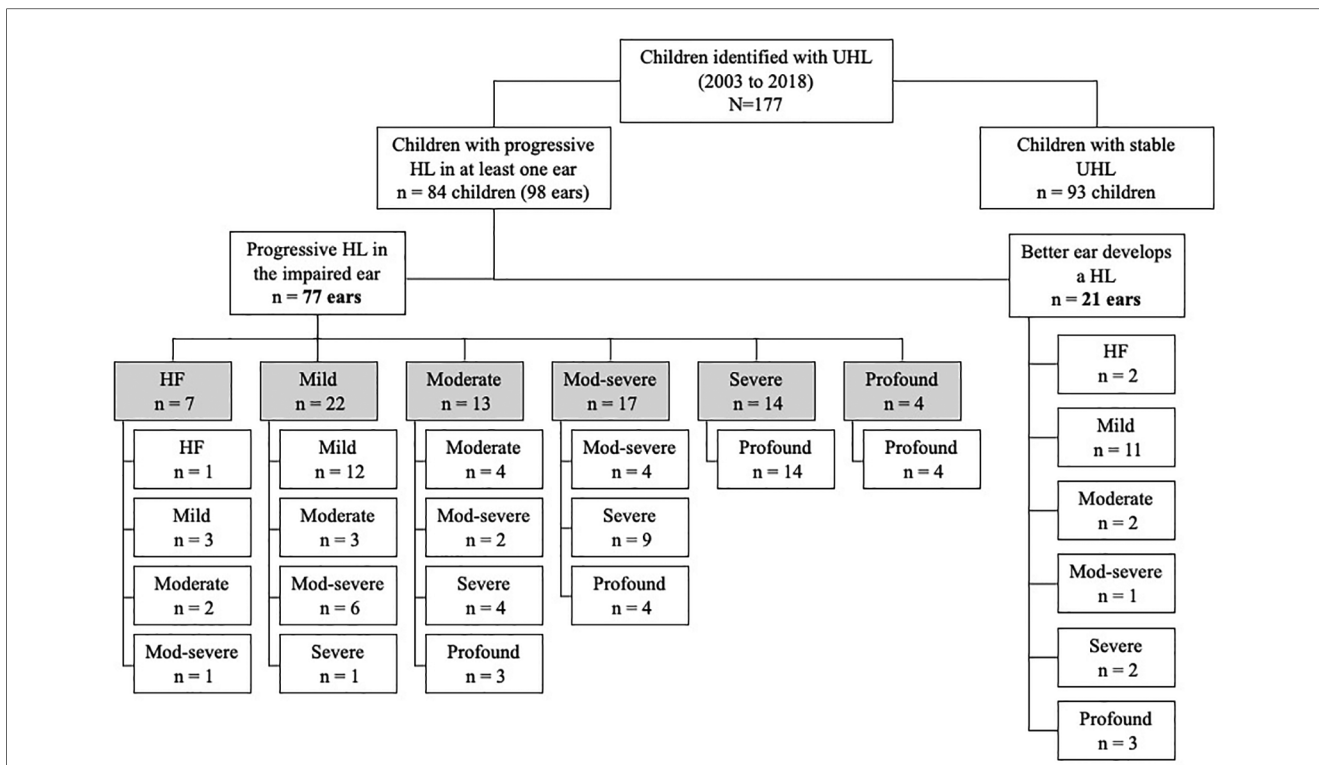 Children identified with UHL
(2003 to 2018)
N=177
Children with progressive
HL in at least one ear
n = 84 children (98 ears)
Children with stable
UHL
n = 93 children
Progressive HL in
the impaired ear
n = 77 ears
Better ear develops
a HL
n = 21 ears
HF
n = 7
HF
n = 1
Mild
n = 3
Moderate
n = 2
Mod-severe
n = 1
Mild
n = 22
Mild
n = 12
Moderate
n = 3
Mod-severe
n = 6
Severe
n = 1
Moderate
n = 13
Moderate
n = 4
Mod-severe
n = 2
Severe
n = 4
Profound
n = 3
Mod-severe
n = 17
Mod-severe
n = 4
Severe
n = 9
Profound
n = 4
Severe
n = 14
Profound
n = 14
Profound
n = 4
Profound
n = 4
HF
n = 2
Mild
n = 11
Moderate
n = 2
Mod-severe
n = 1
Severe
n = 2
Profound
n = 3